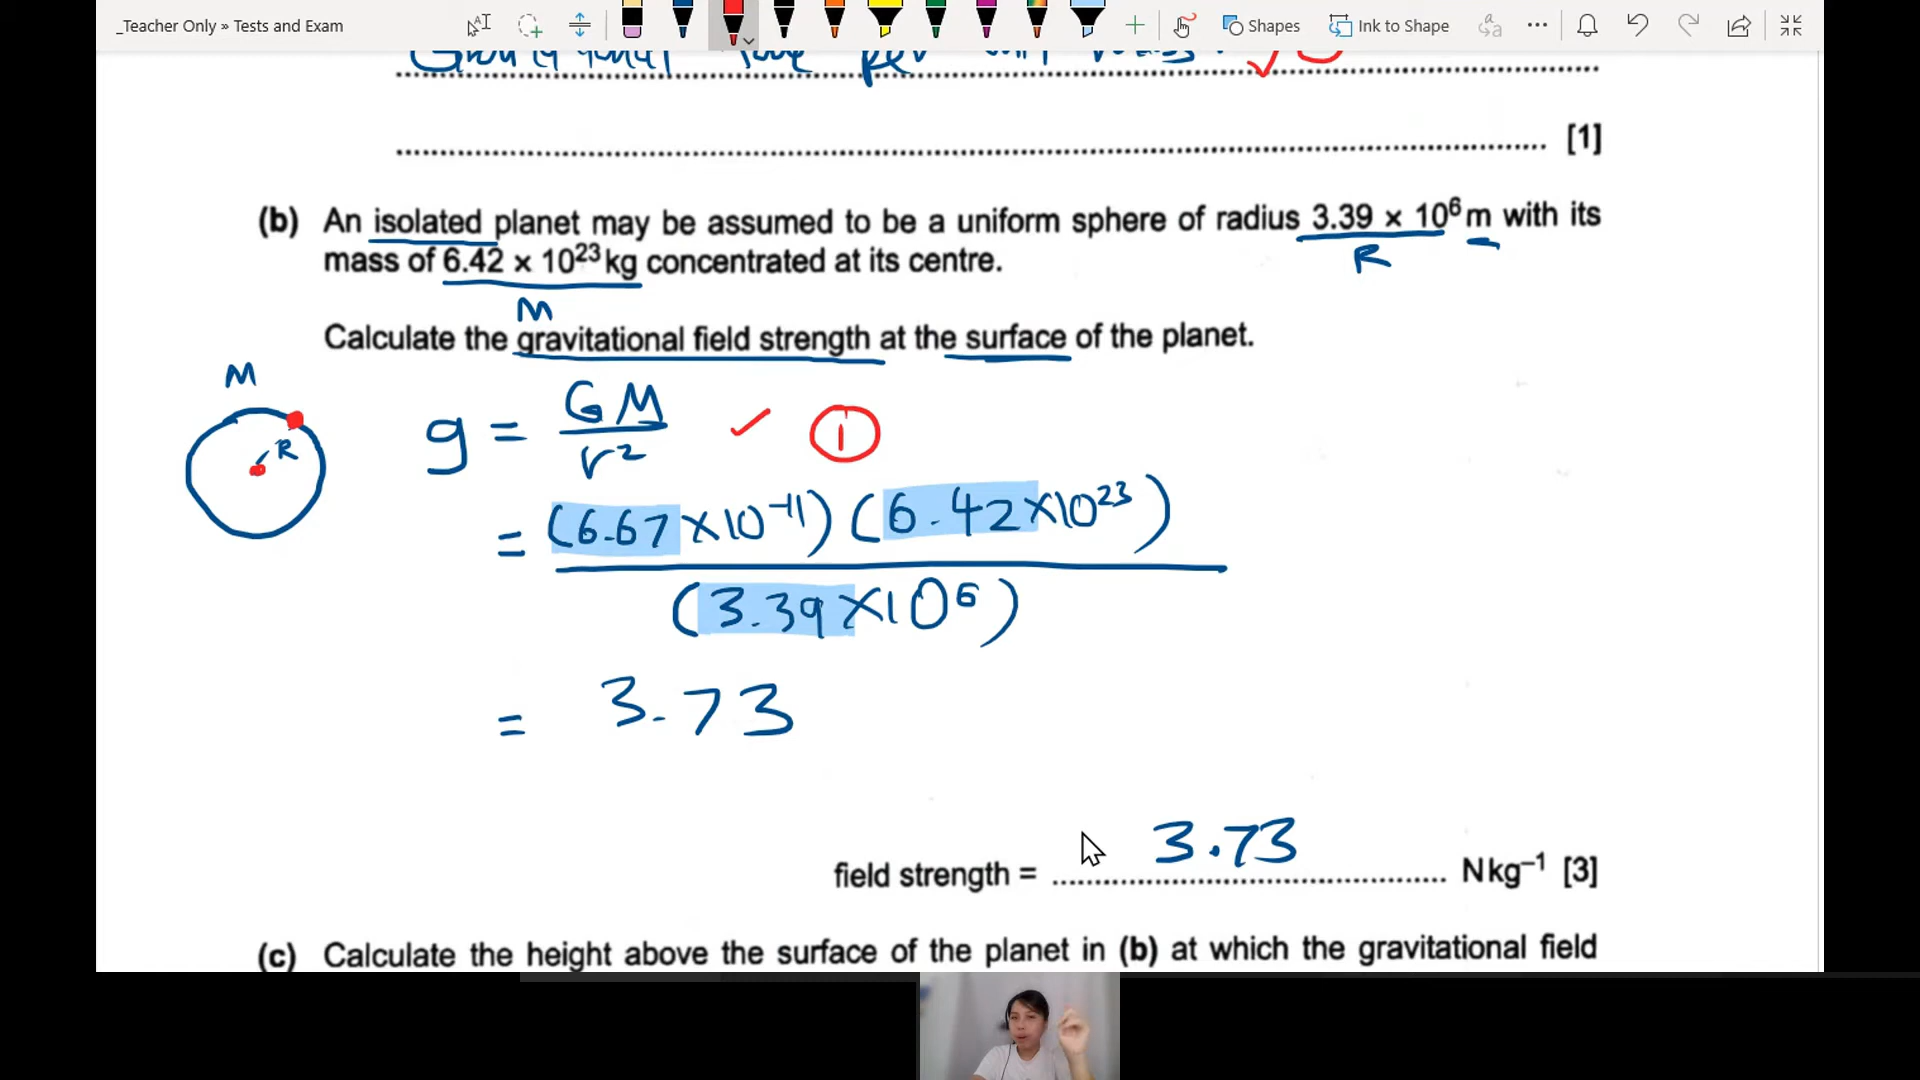 _Teacher Only » Tests and Exam
Shapes
Ink to Shape
per
[1]
(b) An isolated planet may be assumed to be a uniform sphere of radius 3.39 × 10⁶ m with its
R
mass of 6.42 × 10²³ kg concentrated at its centre.
M
Calculate the gravitational field strength at the surface of the planet.
M
R
g = GM / r² ✓ ①
= (6.67 × 10⁻¹¹) (6.42 × 10²³)
(3.39 × 10⁶)
= 3.73
field strength = 3.73 N kg⁻¹ [3]
(c) Calculate the height above the surface of the planet in (b) at which the gravitational field